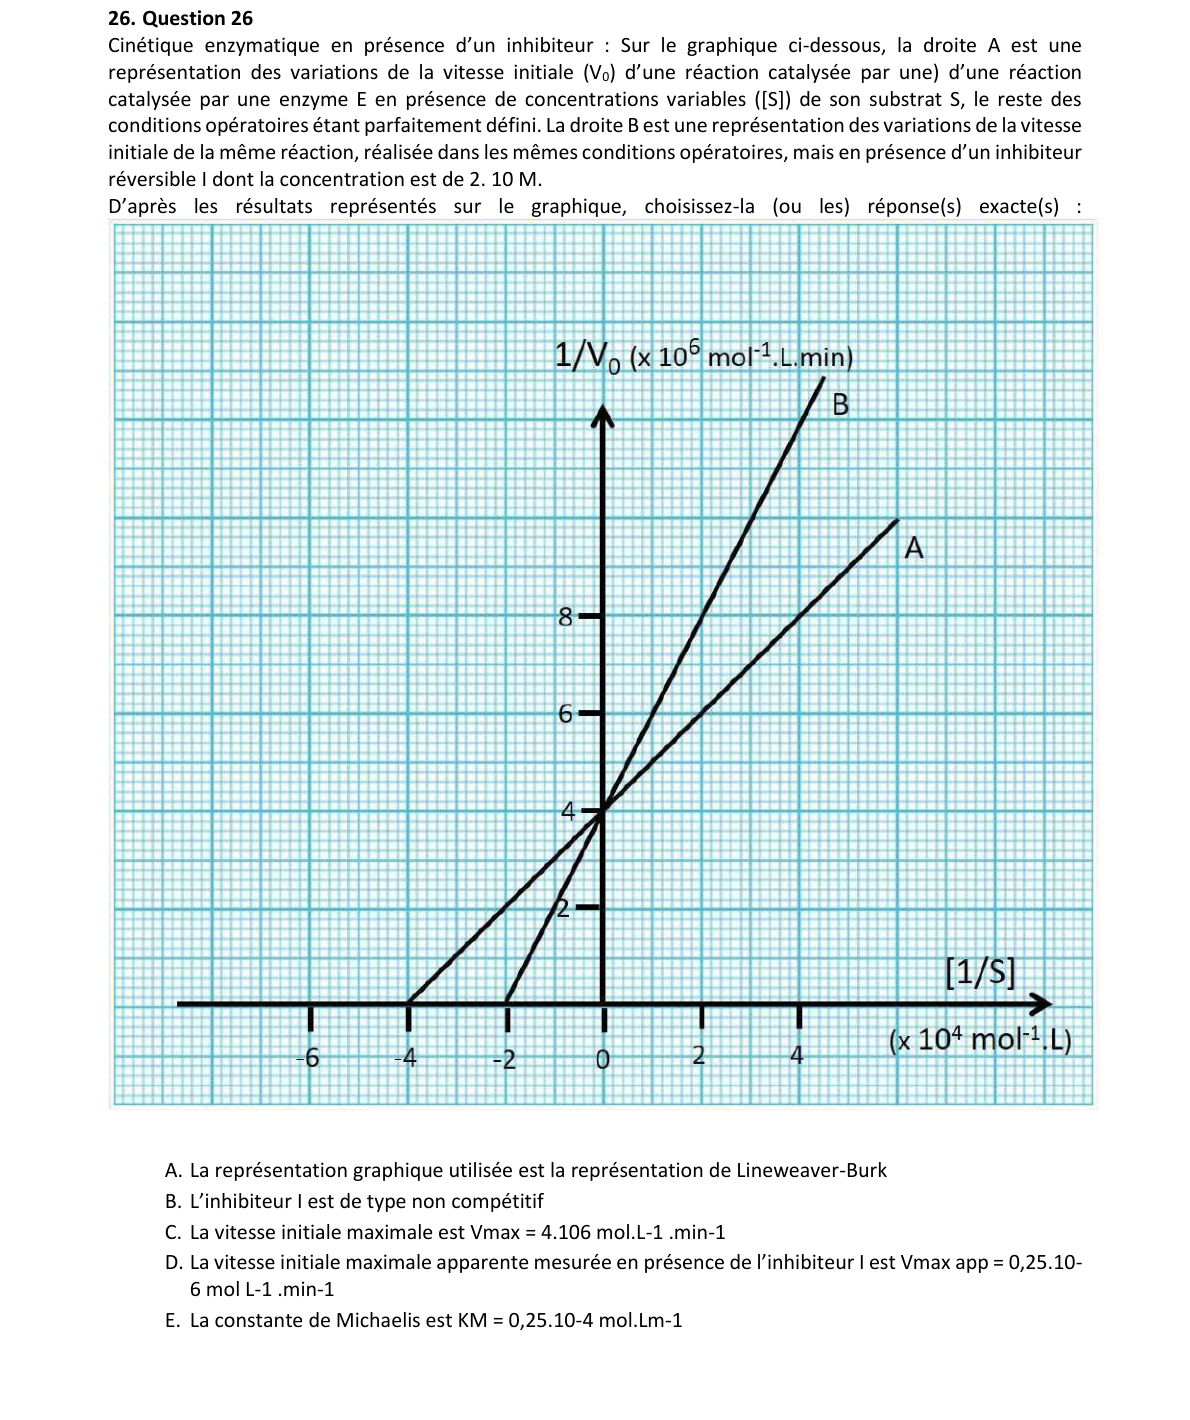 26. Question 26
Cinétique enzymatique en présence d’un inhibiteur : Sur le graphique ci-dessous, la droite A est une
représentation des variations de la vitesse initiale (V₀) d’une réaction catalysée par une) d’une réaction
catalysée par une enzyme E en présence de concentrations variables ([S]) de son substrat S, le reste des
conditions opératoires étant parfaitement défini. La droite B est une représentation des variations de la vitesse
initiale de la même réaction, réalisée dans les mêmes conditions opératoires, mais en présence d’un inhibiteur
réversible I dont la concentration est de 2. 10 M.
D’après les résultats représentés sur le graphique, choisissez-la (ou les) réponse(s) exacte(s) :
1/V₀ (x 10⁶ mol⁻¹.L.min)
B
A
8
6
4
2
[1/S]
(x 10⁴ mol⁻¹.L)
-6 -4 -2 0 2 4
A. La représentation graphique utilisée est la représentation de Lineweaver-Burk
B. L’inhibiteur I est de type non compétitif
C. La vitesse initiale maximale est Vmax = 4.106 mol.L-1 .min-1
D. La vitesse initiale maximale apparente mesurée en présence de l’inhibiteur I est Vmax app = 0,25.10-
6 mol L-1 .min-1
E. La constante de Michaelis est KM = 0,25.10-4 mol.Lm-1